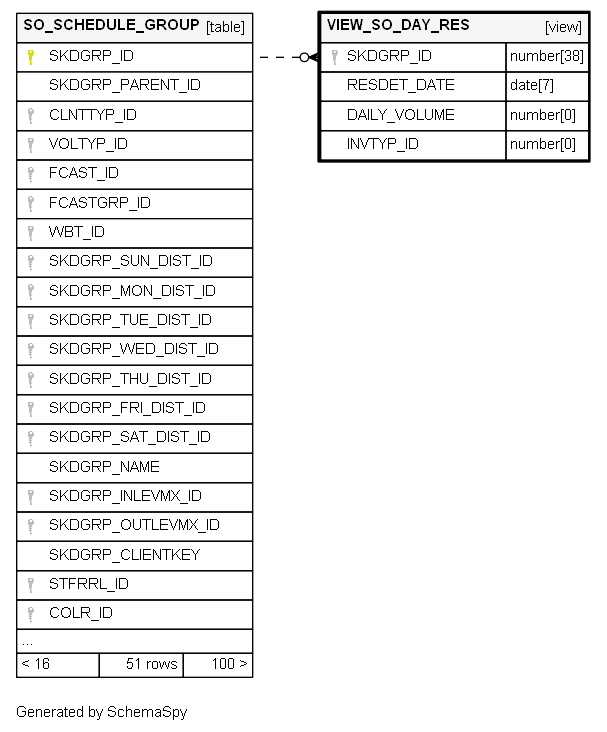 SO_SCHEDULE_GROUP [table]
SKDGRP_ID
SKDGRP_PARENT_ID
CLNTTYP_ID
VOLTYP_ID
FCAST_ID
FCASTGRP_ID
WBT_ID
SKDGRP_SUN_DIST_ID
SKDGRP_MON_DIST_ID
SKDGRP_TUE_DIST_ID
SKDGRP_WED_DIST_ID
SKDGRP_THU_DIST_ID
SKDGRP_FRI_DIST_ID
SKDGRP_SAT_DIST_ID
SKDGRP_NAME
SKDGRP_INLEVMX_ID
SKDGRP_OUTLEVMX_ID
SKDGRP_CLIENTKEY
STFRRL_ID
COLR_ID
...
< 16 51 rows 100 >
VIEW_SO_DAY_RES [view]
SKDGRP_ID number[38]
RESDET_DATE date[7]
DAILY_VOLUME number[0]
INVTYP_ID number[0]
Generated by SchemaSpy